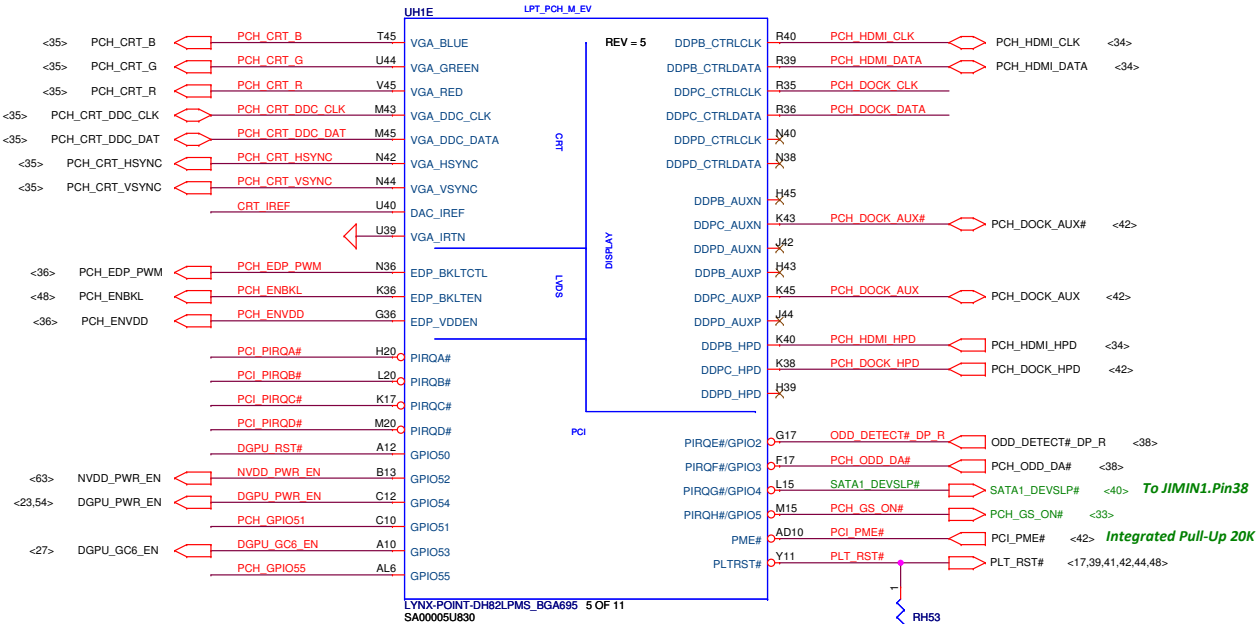 UH1E
LPT_PCH_M_EV
REV = 5
<35> PCH_CRT_B PCH_CRT_B T45 VGA_BLUE
<35> PCH_CRT_G PCH_CRT_G U44 VGA_GREEN
<35> PCH_CRT_R PCH_CRT_R V45 VGA_RED
<35> PCH_CRT_DDC_CLK PCH_CRT_DDC_CLK M43 VGA_DDC_CLK
<35> PCH_CRT_DDC_DAT PCH_CRT_DDC_DAT M45 VGA_DDC_DATA
<35> PCH_CRT_HSYNC PCH_CRT_HSYNC N42 VGA_HSYNC
<35> PCH_CRT_VSYNC PCH_CRT_VSYNC N44 VGA_VSYNC
CRT_IREF U40 DAC_IREF
U39 VGA_IRTN
<36> PCH_EDP_PWM PCH_EDP_PWM N36 EDP_BKLTCTL
<48> PCH_ENBKL PCH_ENBKL K36 EDP_BKLTEN
<36> PCH_ENVDD PCH_ENVDD G36 EDP_VDDEN
PCI_PIRQA# H20 PIRQA#
PCI_PIRQB# L20 PIRQB#
PCI_PIRQC# K17 PIRQC#
PCI_PIRQD# M20 PIRQD#
DGPU_RST# A12 GPIO50
<63> NVDD_PWR_EN NVDD_PWR_EN B13 GPIO52
<23,54> DGPU_PWR_EN DGPU_PWR_EN C12 GPIO54
PCH_GPIO51 C10 GPIO51
<27> DGPU_GC6_EN DGPU_GC6_EN A10 GPIO53
PCH_GPIO55 AL6 GPIO55
CRT
LVDS
DISPLAY
PCI
DDPB_CTRLCLK R40 PCH_HDMI_CLK PCH_HDMI_CLK <34>
DDPB_CTRLDATA R39 PCH_HDMI_DATA PCH_HDMI_DATA <34>
DDPC_CTRLCLK R35 PCH_DOCK_CLK
DDPC_CTRLDATA R36 PCH_DOCK_DATA
DDPD_CTRLCLK N40
DDPD_CTRLDATA N38
DDPB_AUXN H45
DDPC_AUXN K43 PCH_DOCK_AUX# PCH_DOCK_AUX# <42>
DDPD_AUXN J42
DDPB_AUXP H43
DDPC_AUXP K45 PCH_DOCK_AUX PCH_DOCK_AUX <42>
DDPD_AUXP J44
DDPB_HPD K40 PCH_HDMI_HPD PCH_HDMI_HPD <34>
DDPC_HPD K38 PCH_DOCK_HPD PCH_DOCK_HPD <42>
DDPD_HPD H39
PIRQE#/GPIO2 G17 ODD_DETECT#_DP_R ODD_DETECT#_DP_R <38>
PIRQF#/GPIO3 F17 PCH_ODD_DA# PCH_ODD_DA# <38>
PIRQG#/GPIO4 L15 SATA1_DEVSLP# SATA1_DEVSLP# <40> To JIMIN1.Pin38
PIRQH#/GPIO5 M15 PCH_GS_ON# PCH_GS_ON# <33>
PME# AD10 PCI_PME# PCI_PME# <42> Integrated Pull-Up 20K
PLTRST# Y11 PLT_RST# PLT_RST# <17,39,41,42,44,48>
1
RH53
LYNX-POINT-DH82LPMS_BGA695 5 OF 11
SA00005U830